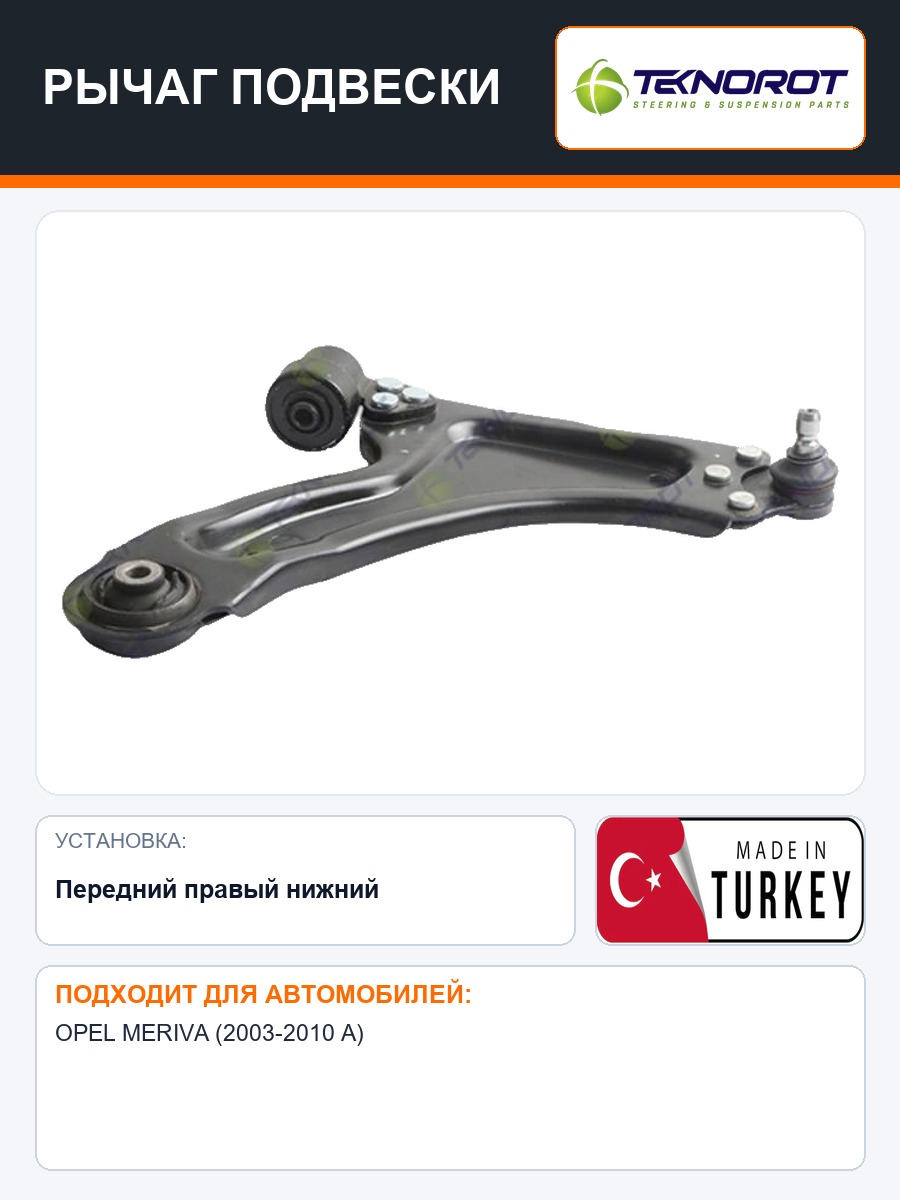 РЫЧАГ ПОДВЕСКИ
TEKNOROT
STEERING & SUSPENSION PARTS
УСТАНОВКА:
Передний правый нижний
MADE IN
TURKEY
ПОДХОДИТ ДЛЯ АВТОМОБИЛЕЙ:
OPEL MERIVA (2003-2010 A)